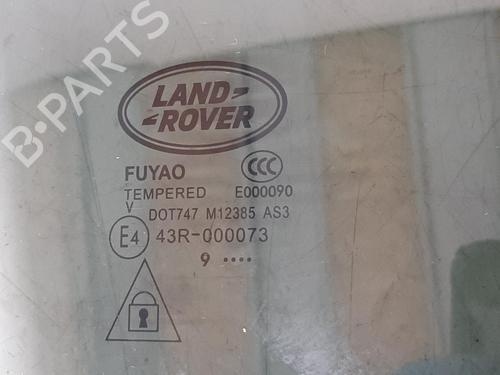 B-PARTS
LAND-
-ROVER
FUYAO CCC
TEMPERED E000090
V
DOT747 M12385 AS3
E4 43R-000073
9 ····